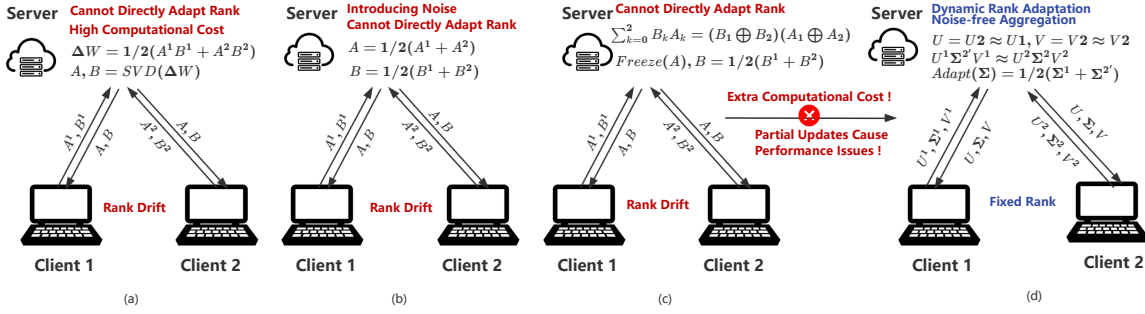 Server
Cannot Directly Adapt Rank
High Computational Cost
ΔW = 1/2(A¹B¹ + A²B²)
A, B = SVD(ΔW)
A¹, B¹
A, B
A², B²
A, B
Rank Drift
Client 1
Client 2
(a)
Server
Introducing Noise
Cannot Directly Adapt Rank
A = 1/2(A¹ + A²)
B = 1/2(B¹ + B²)
A¹, B¹
A, B
A², B²
A, B
Rank Drift
Client 1
Client 2
(b)
Server
Cannot Directly Adapt Rank
∑²ₖ₌₀ BₖAₖ = (B₁ ⨁ B₂)(A₁ ⨁ A₂)
Freeze(A), B = 1/2(B¹ + B²)
A¹, B¹
A, B
A², B²
A, B
Rank Drift
Client 1
Client 2
(c)
Extra Computational Cost !
Partial Updates Cause
Performance Issues !
Server
Dynamic Rank Adaptation
Noise-free Aggregation
U = U2 ≈ U1, V = V2 ≈ V2
U¹Σ²′V¹ ≈ U²Σ²V²
Adapt(Σ) = 1/2(Σ¹ + Σ²′)
U¹, Σ¹, V¹
U, Σ, V
U², Σ², V²
U, Σ, V
Fixed Rank
Client 1
Client 2
(d)